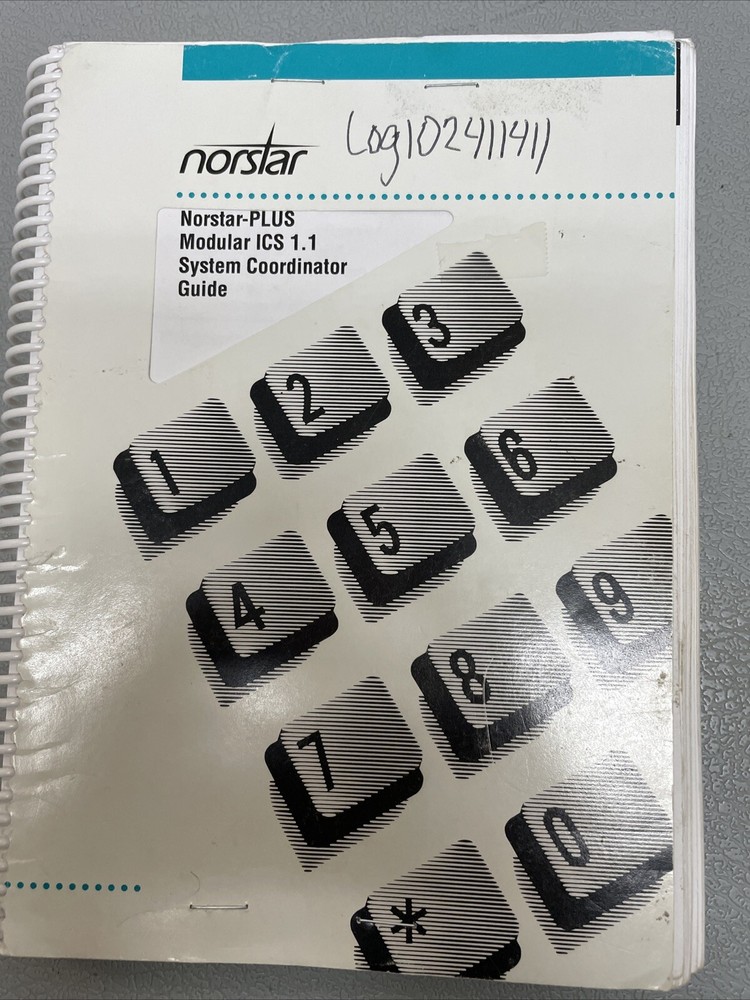 norstar
Log102411411
Norstar-PLUS
Modular ICS 1.1
System Coordinator
Guide
1
2
3
4
5
6
7
8
9
*
0